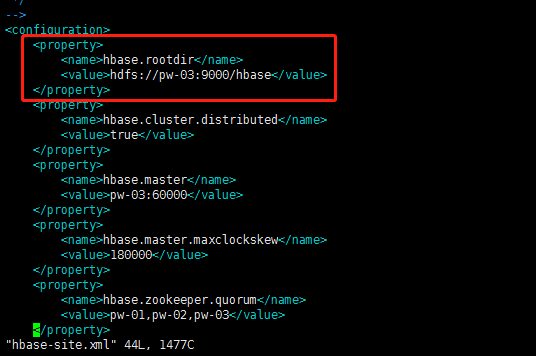 */
-->
<configuration>
<property>
<name>hbase.rootdir</name>
<value>hdfs://pw-03:9000/hbase</value>
</property>
<property>
<name>hbase.cluster.distributed</name>
<value>true</value>
</property>
<property>
<name>hbase.master</name>
<value>pw-03:60000</value>
</property>
<property>
<name>hbase.master.maxclockskew</name>
<value>180000</value>
</property>
<property>
<name>hbase.zookeeper.quorum</name>
<value>pw-01,pw-02,pw-03</value>
</property>
"hbase-site.xml" 44L, 1477C